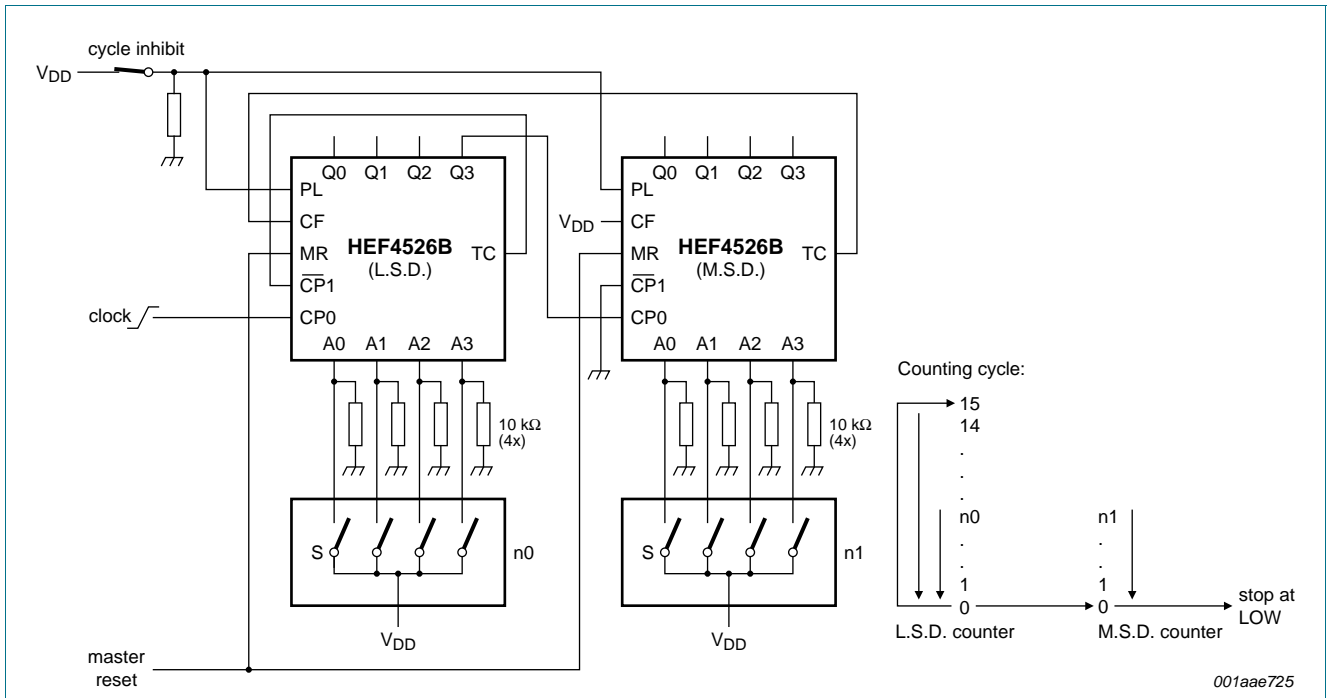 cycle inhibit
VDD
Q0 Q1 Q2 Q3
PL
CF
MR
CP1
CP0
HEF4526B
(L.S.D.)
TC
A0 A1 A2 A3
clock
10 kΩ
(4x)
S
n0
VDD
Q0 Q1 Q2 Q3
PL
VDD
CF
MR
CP1
CP0
HEF4526B
(M.S.D.)
TC
A0 A1 A2 A3
10 kΩ
(4x)
S
n1
VDD
master
reset
Counting cycle:
15
14
.
.
.
n0 n1
. .
. .
1 1
0 0
L.S.D. counter M.S.D. counter
stop at
LOW
001aae725